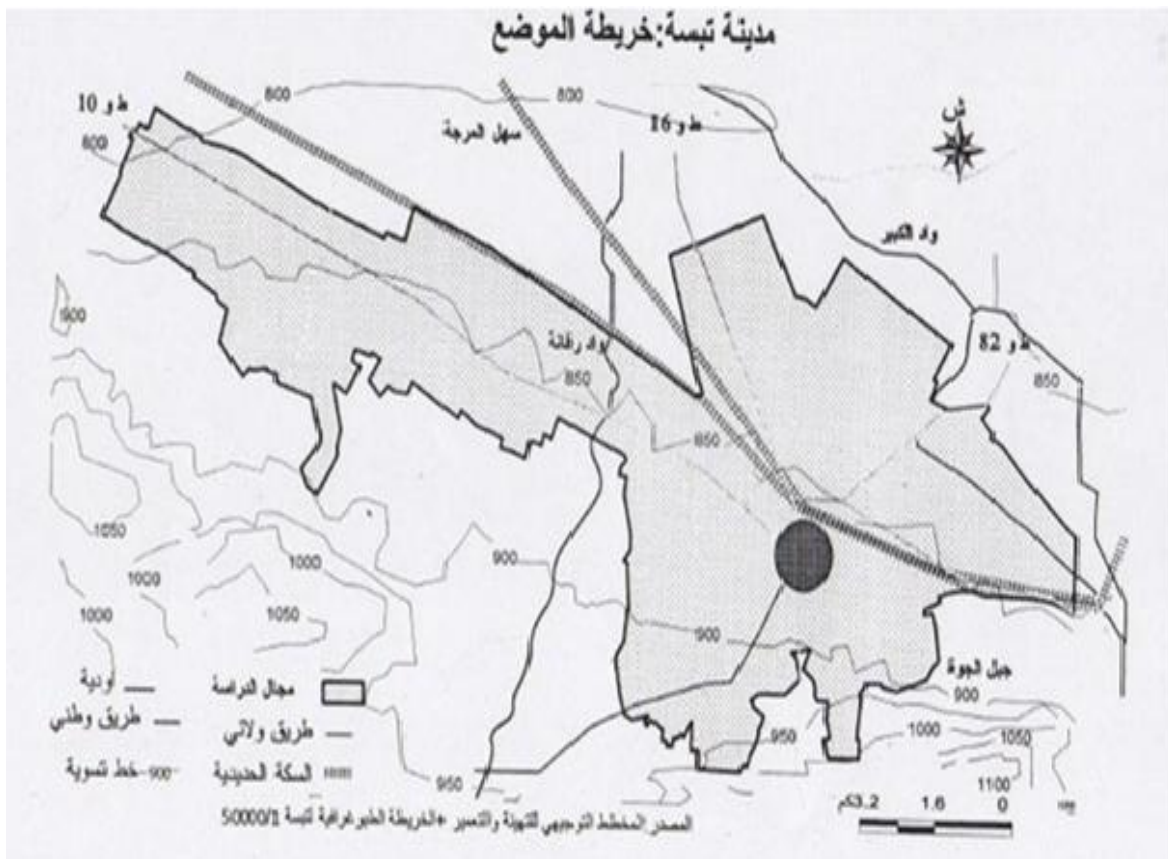 مدينة تبسة:خريطة الموضع
ط و 10
800
800
800
ط و 16
سهل المرجة
ش
واد الكبير
ط و 82
850
900
واد رفانة
850
850
1050
1000
1000
1000
1050
900
900
جبل الجوة
900
950
950
1000
1050
1100
أودية
طريق وطني
خط تسوية 900
مجال الدراسة
طريق ولائي
السكة الحديدية
3.2كم 1.6 0
المصدر المخطط التوجيهي للتهيئة والتعمير +الخريطة الطبوغرافية لتبسة 50000/1